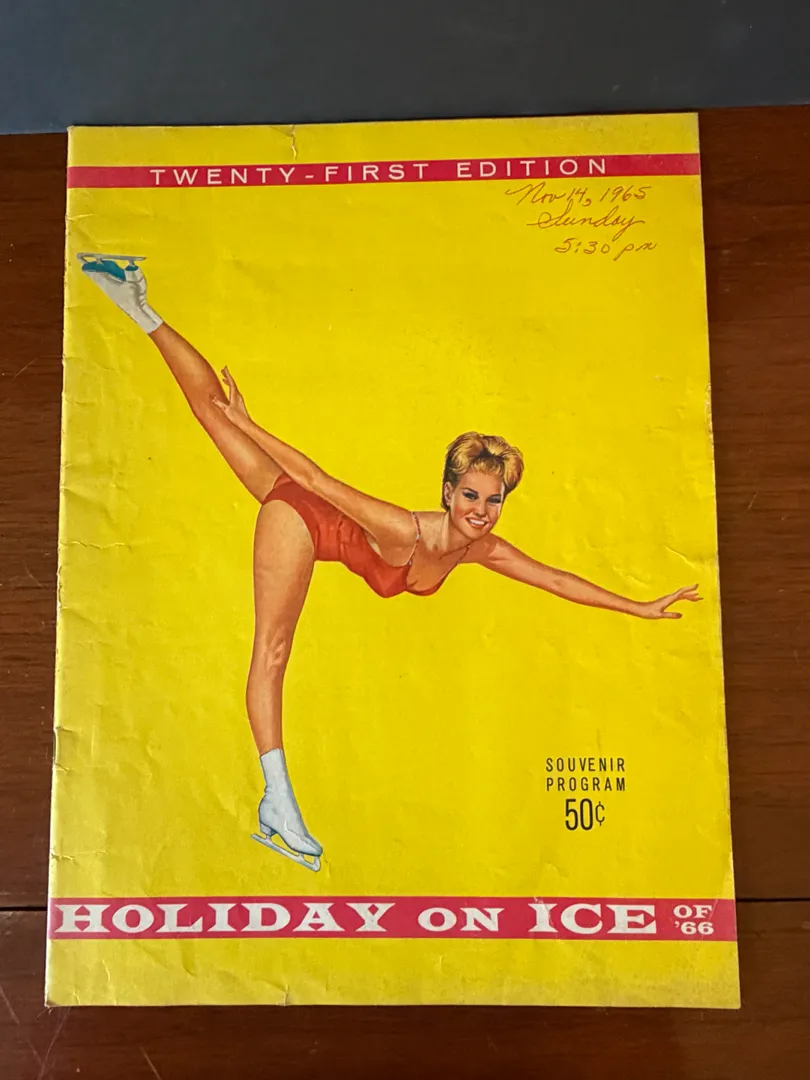 TWENTY-FIRST EDITION
Nov 14, 1965
Sunday
5:30 pm
SOUVENIR
PROGRAM
50¢
HOLIDAY ON ICE OF '66